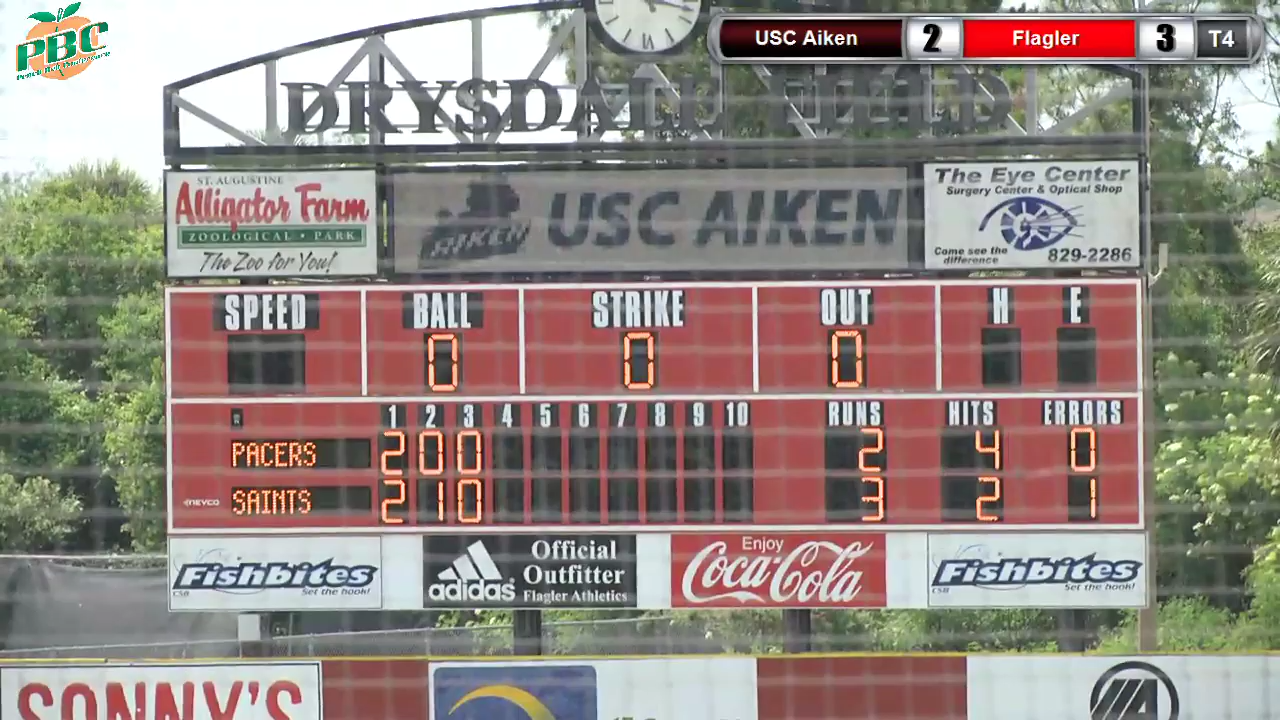 PBC
Peach Belt Conference
USC Aiken 2 Flagler 3 T4
DRYSDALE FIELD
ST. AUGUSTINE
Alligator Farm
ZOOLOGICAL • PARK
The Zoo for You!
AIKEN
USC AIKEN
The Eye Center
Surgery Center & Optical Shop
Come see the
difference
829-2286
SPEED BALL STRIKE OUT H E
0 0 0
1 2 3 4 5 6 7 8 9 10 RUNS HITS ERRORS
PACERS 2 0 0 2 4 0
NEVCO SAINTS 2 1 0 3 2 1
Fishbites
CSB
Set the hook!
adidas
Official
Outfitter
Flagler Athletics
Enjoy
Coca-Cola
Fishbites
CSB
Set the hook!
SONNY'S